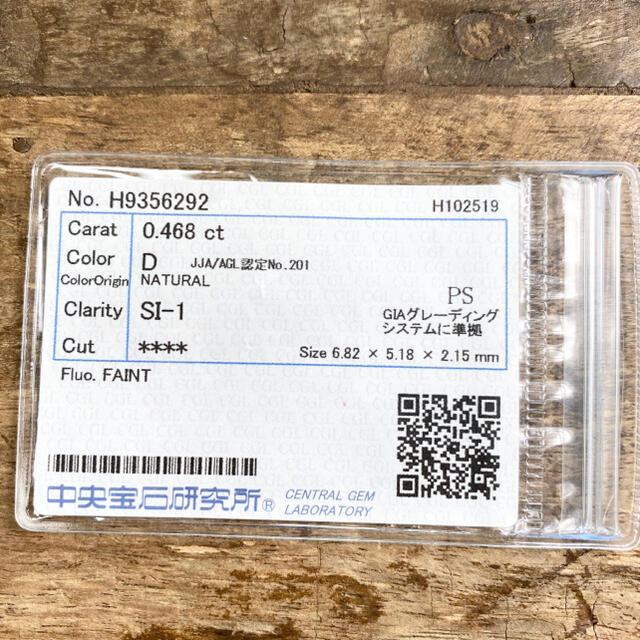 No. H9356292 H102519
Carat 0.468 ct
Color D JJA/AGL認定No.201
ColorOrigin NATURAL
Clarity SI-1 PS
GIAグレーディング
システムに準拠
Cut **** Size 6.82 × 5.18 × 2.15 mm
Fluo. FAINT
中央宝石研究所® CENTRAL GEM
LABORATORY